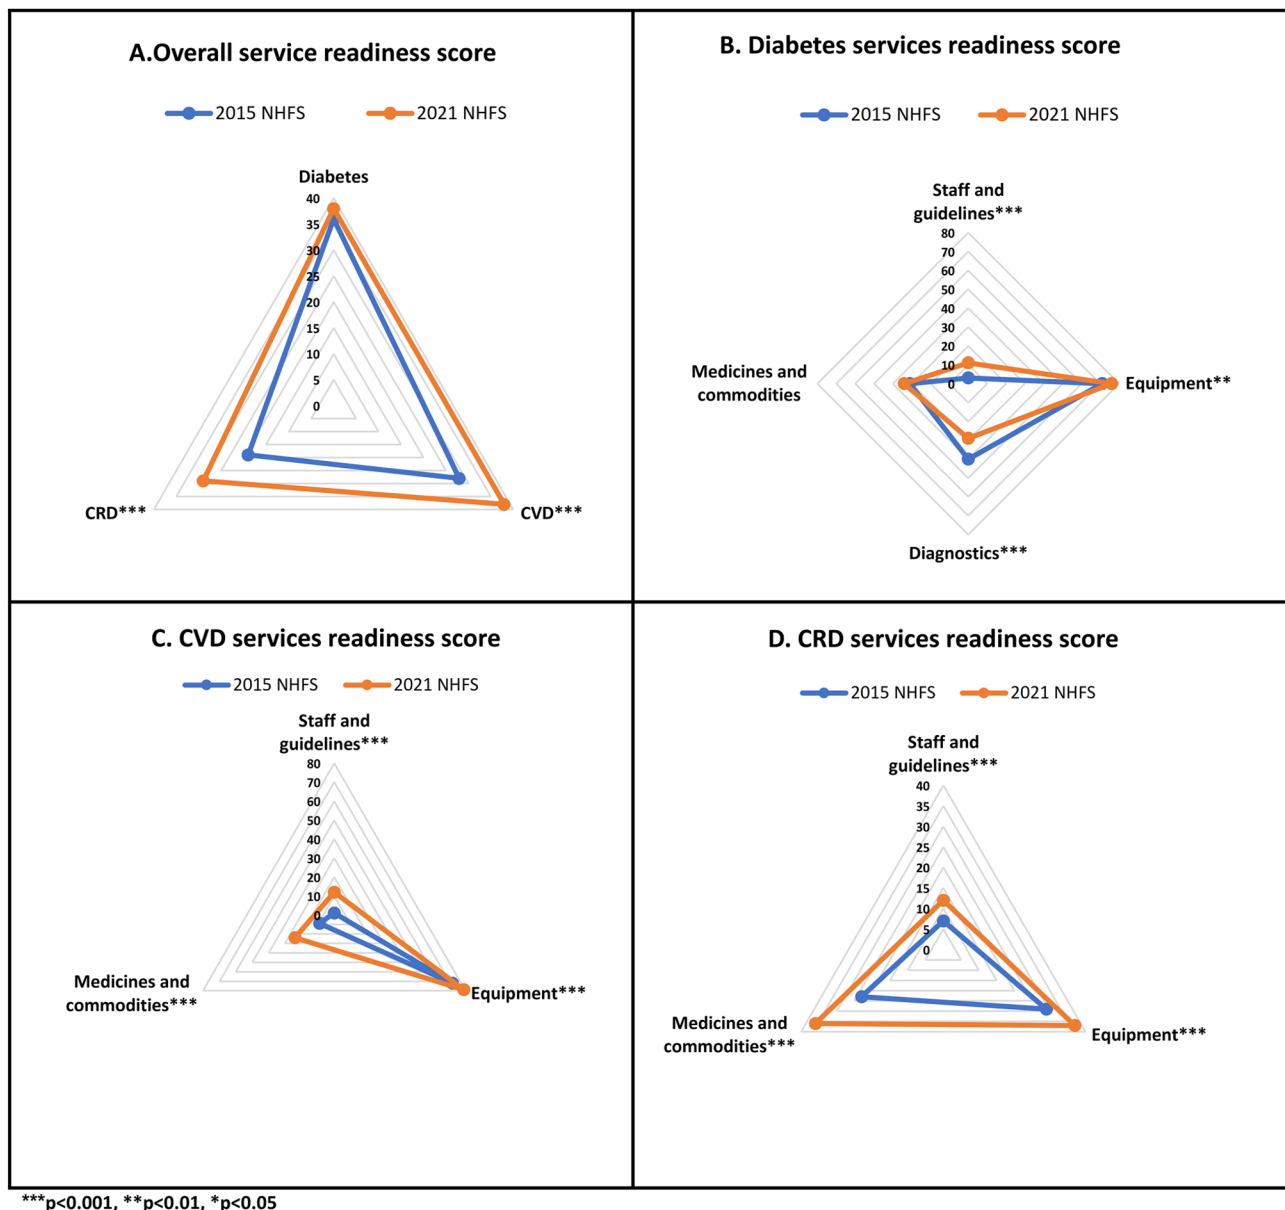 A.Overall service readiness score
2015 NHFS
2021 NHFS
Diabetes
40
35
30
25
20
15
10
5
0
CRD***
CVD***
B. Diabetes services readiness score
2015 NHFS
2021 NHFS
Staff and
guidelines***
80
70
60
50
40
30
20
10
0
Medicines and
commodities
Equipment**
Diagnostics***
C. CVD services readiness score
2015 NHFS
2021 NHFS
Staff and
guidelines***
80
70
60
50
40
30
20
10
0
Medicines and
commodities***
Equipment***
D. CRD services readiness score
2015 NHFS
2021 NHFS
Staff and
guidelines***
40
35
30
25
20
15
10
5
0
Medicines and
commodities***
Equipment***
***p<0.001, **p<0.01, *p<0.05